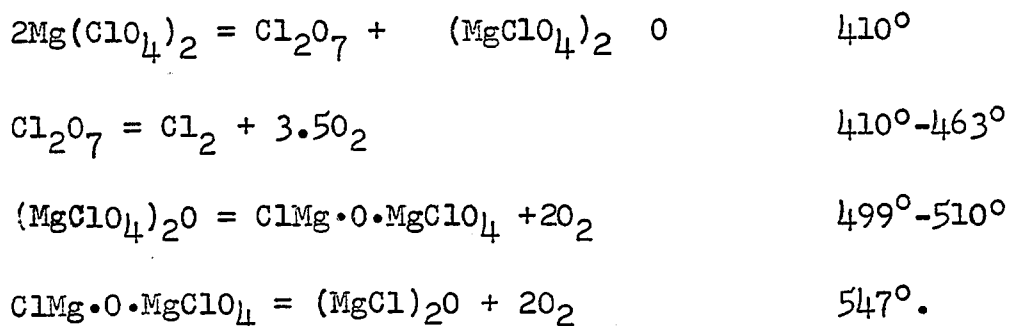 2Mg(ClO4)2 = Cl2O7 + (MgClO4)2 O 410°
Cl2O7 = Cl2 + 3.5O2 410°-463°
(MgClO4)2O = ClMg•O•MgClO4 +2O2 499°-510°
ClMg•O•MgClO4 = (MgCl)2O + 2O2 547°.